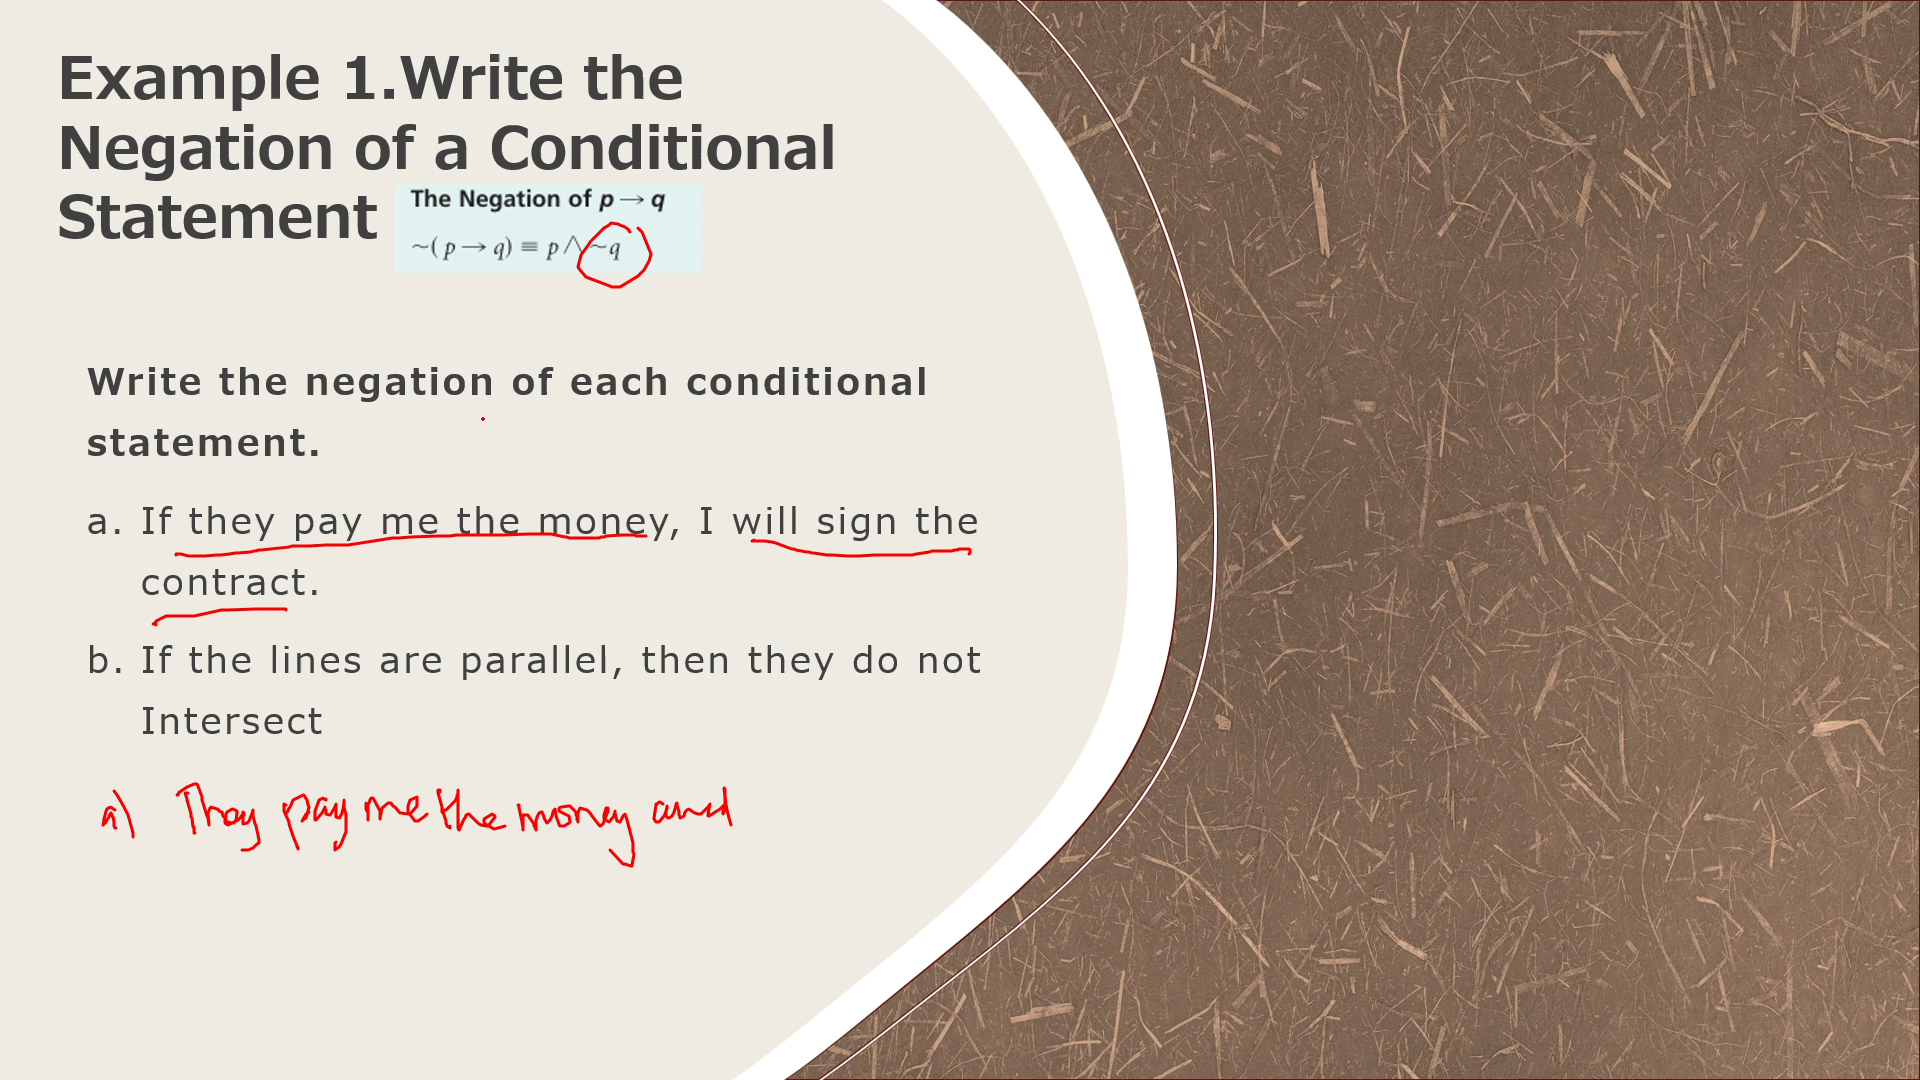 Example 1.Write the
Negation of a Conditional
Statement
The Negation of p → q
~( p → q) ≡ p ∧ ~q
Write the negation of each conditional
statement.
a. If they pay me the money, I will sign the
contract.
b. If the lines are parallel, then they do not
Intersect
a) They pay me the money and